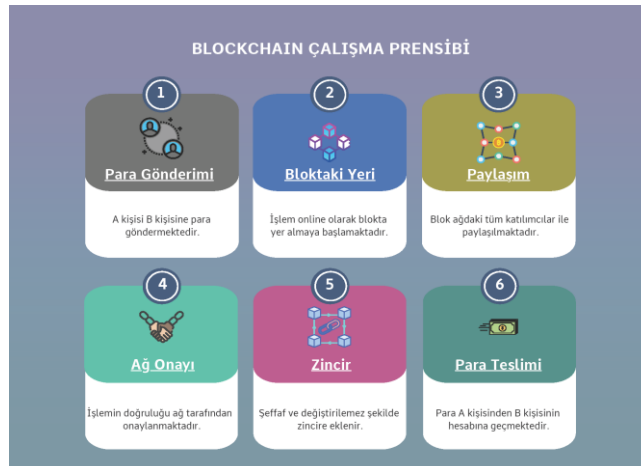 BLOCKCHAIN ÇALIŞMA PRENSİBİ
1
Para Gönderimi
A kişisi B kişisine para
göndermektedir.
2
Bloktaki Yeri
İşlem online olarak blokta
yer almaya başlamaktadır.
3
Paylaşım
Blok ağdaki tüm katılımcılar ile
paylaşılmaktadır.
4
Ağ Onayı
İşlemin doğruluğu ağ tarafından
onaylanmaktadır.
5
Zincir
Şeffaf ve değiştirilemez şekilde
zincire eklenir.
6
Para Teslimi
Para A kişisinden B kişisinin
hesabına geçmektedir.